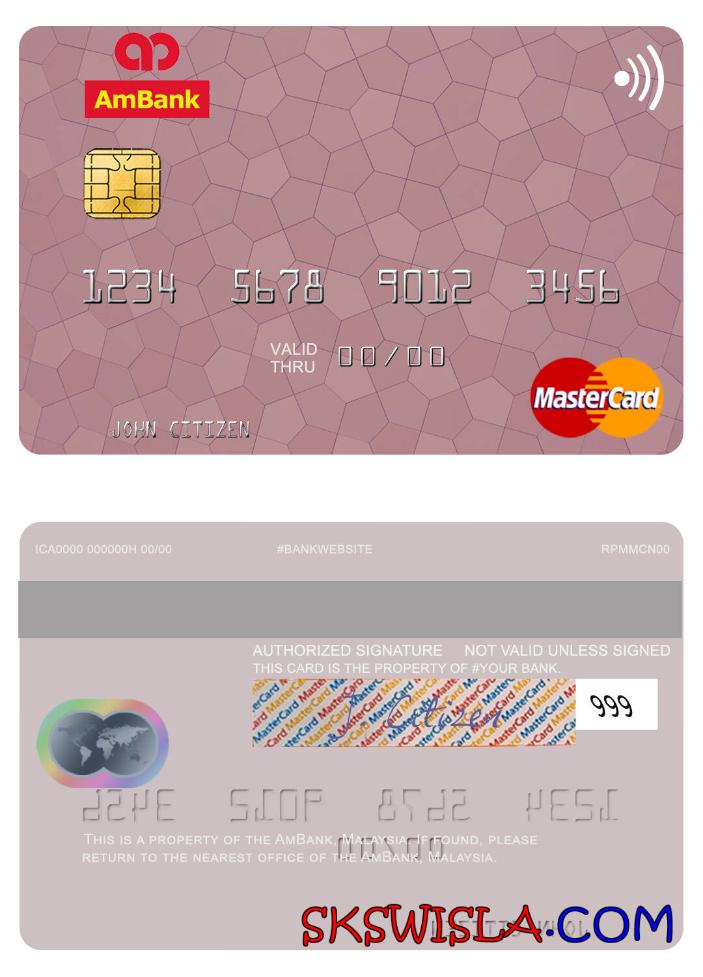 AmBank
1234 5678 9012 3456
VALID THRU 00/00
MasterCard
JOHN CITIZEN
ICA0000 000000H 00/00 #BANKWEBSITE RPMMCN00
AUTHORIZED SIGNATURE NOT VALID UNLESS SIGNED
THIS CARD IS THE PROPERTY OF #YOUR BANK.
MasterCard
J Citizen 999
THIS IS A PROPERTY OF THE AMBANK, MALAYSIA. IF FOUND, PLEASE
RETURN TO THE NEAREST OFFICE OF THE AMBANK, MALAYSIA.
SKSWISLA.COM